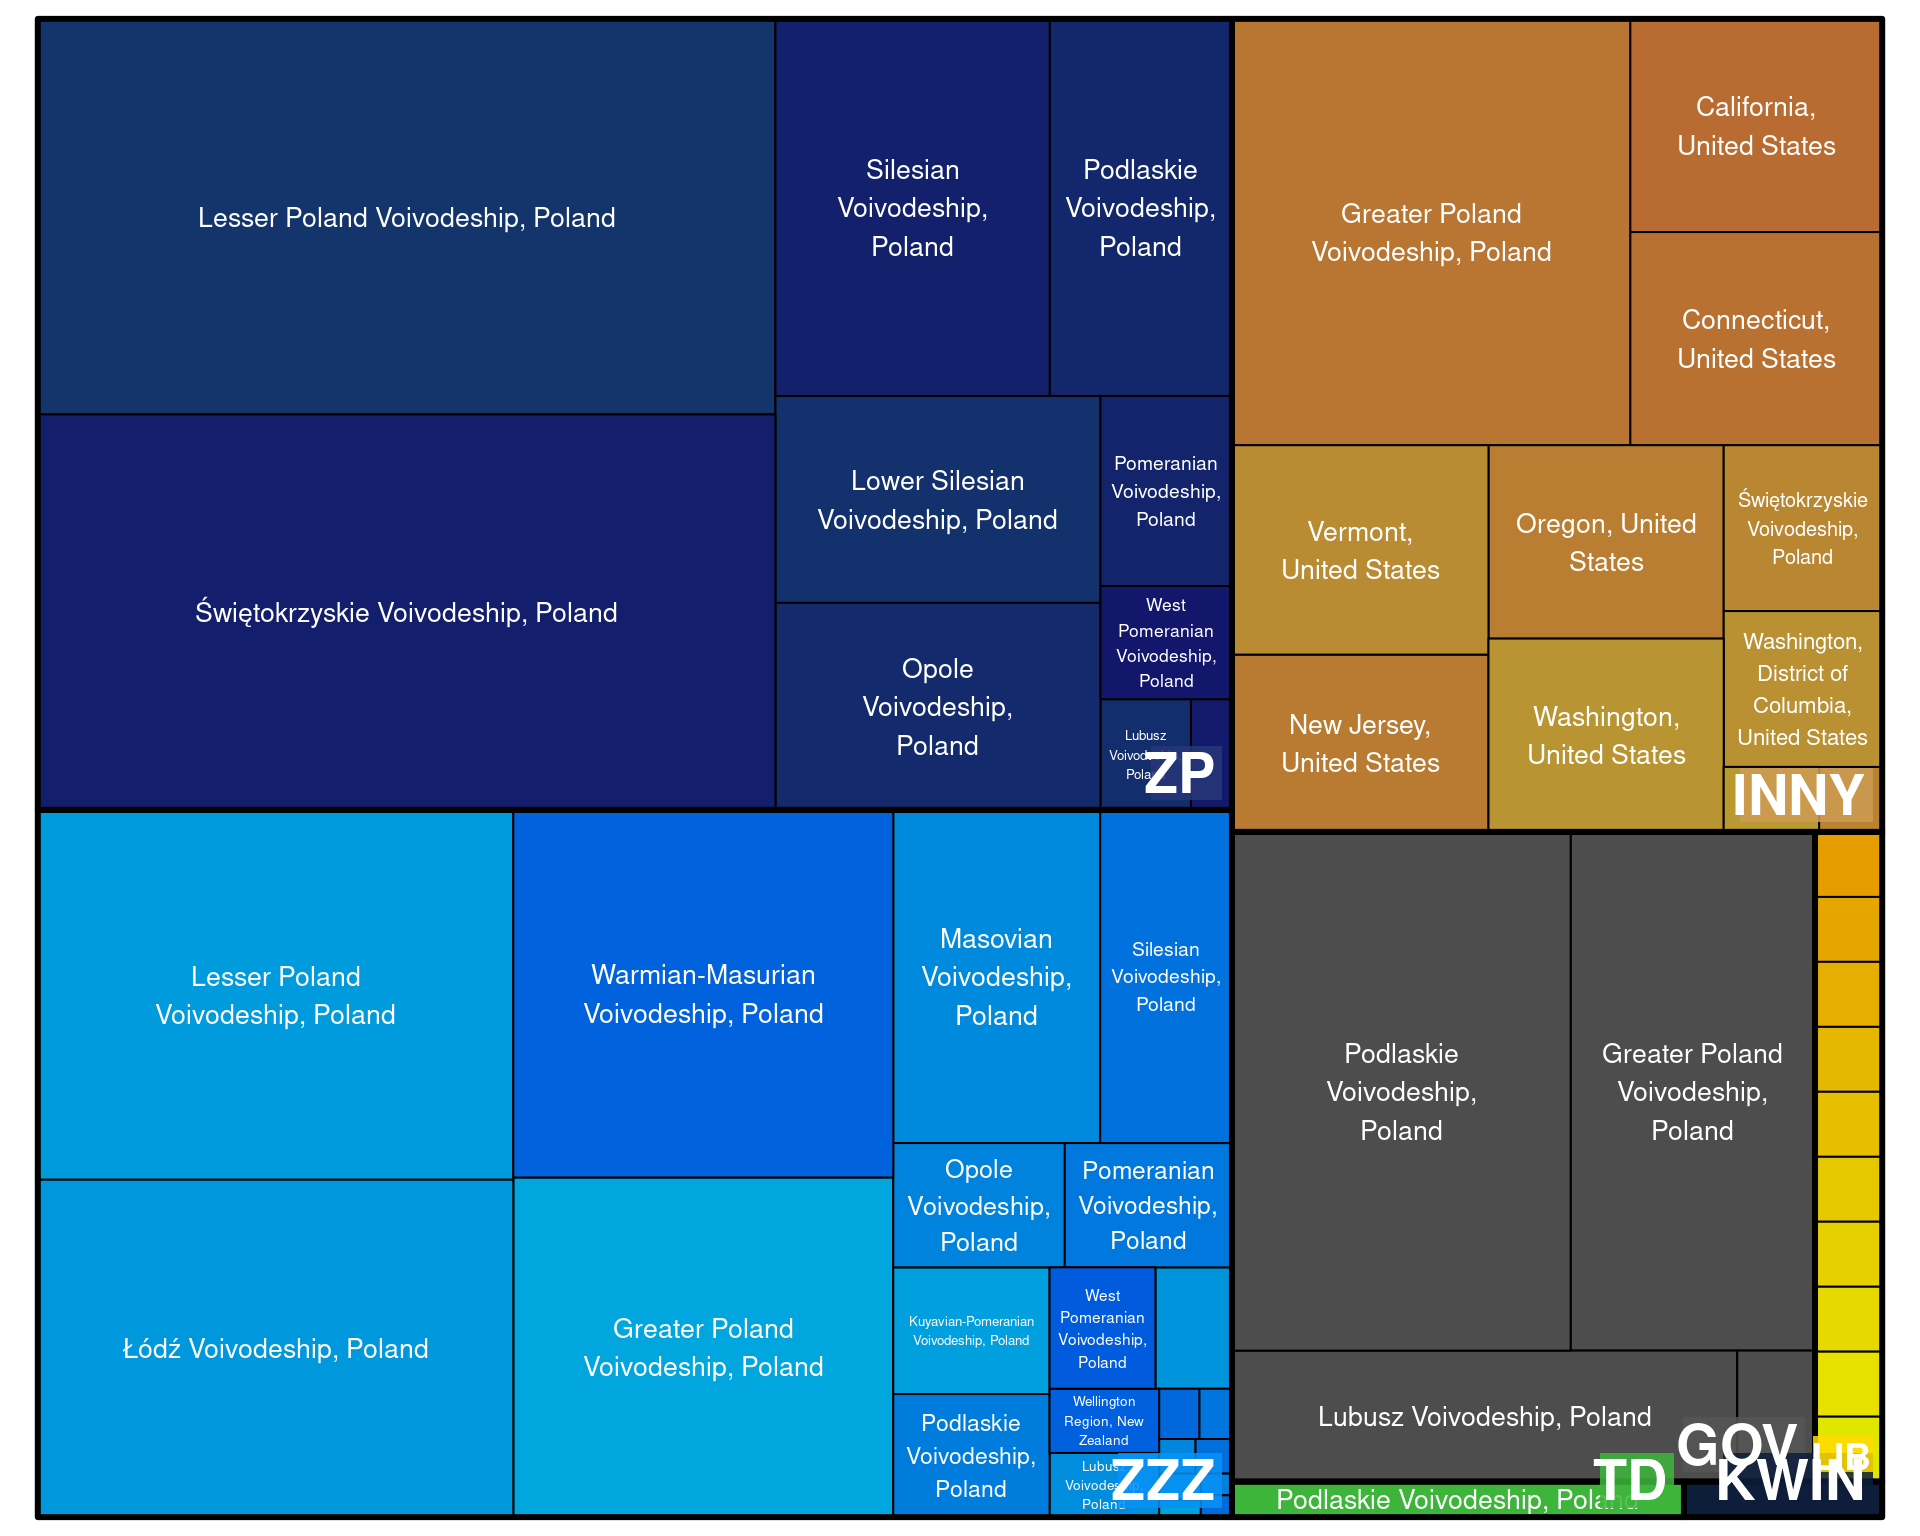 Lesser Poland Voivodeship, Poland
Silesian
Voivodeship,
Poland
Podlaskie
Voivodeship,
Poland
Świętokrzyskie Voivodeship, Poland
Lower Silesian
Voivodeship, Poland
Pomeranian
Voivodeship,
Poland
Opole
Voivodeship,
Poland
West
Pomeranian
Voivodeship,
Poland
Lubusz
ZP
Greater Poland
Voivodeship, Poland
California,
United States
Connecticut,
United States
Vermont,
United States
Oregon, United
States
Świętokrzyskie
Voivodeship,
Poland
New Jersey,
United States
Washington,
United States
Washington,
District of
Columbia,
United States
INNY
Lesser Poland
Voivodeship, Poland
Warmian-Masurian
Voivodeship, Poland
Masovian
Voivodeship,
Poland
Silesian
Voivodeship,
Poland
Łódź Voivodeship, Poland
Greater Poland
Voivodeship, Poland
Opole
Voivodeship,
Poland
Pomeranian
Voivodeship,
Poland
Kuyavian-Pomeranian
Voivodeship, Poland
West
Pomeranian
Voivodeship,
Poland
Podlaskie
Voivodeship,
Poland
Wellington
Region, New
Zealand
Lubusz
Voivodeship,
Poland
ZZZ
Podlaskie
Voivodeship,
Poland
Greater Poland
Voivodeship,
Poland
Lubusz Voivodeship, Poland
GOV
LIB
Podlaskie Voivodeship, Poland
TD
KWIN